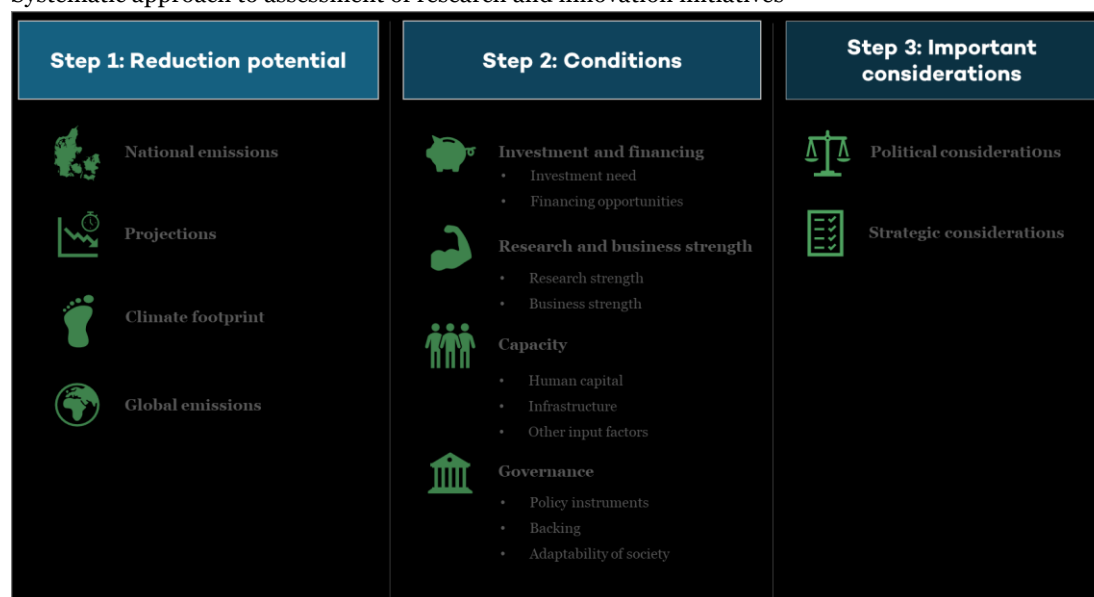 Systematic approach to assessment of research and innovation initiatives
Step 1: Reduction potential
National emissions
Projections
Climate footprint
Global emissions
Step 2: Conditions
Investment and financing
• Investment need
• Financing opportunities
Research and business strength
• Research strength
• Business strength
Capacity
• Human capital
• Infrastructure
• Other input factors
Governance
• Policy instruments
• Backing
• Adaptability of society
Step 3: Important
considerations
Political considerations
Strategic considerations